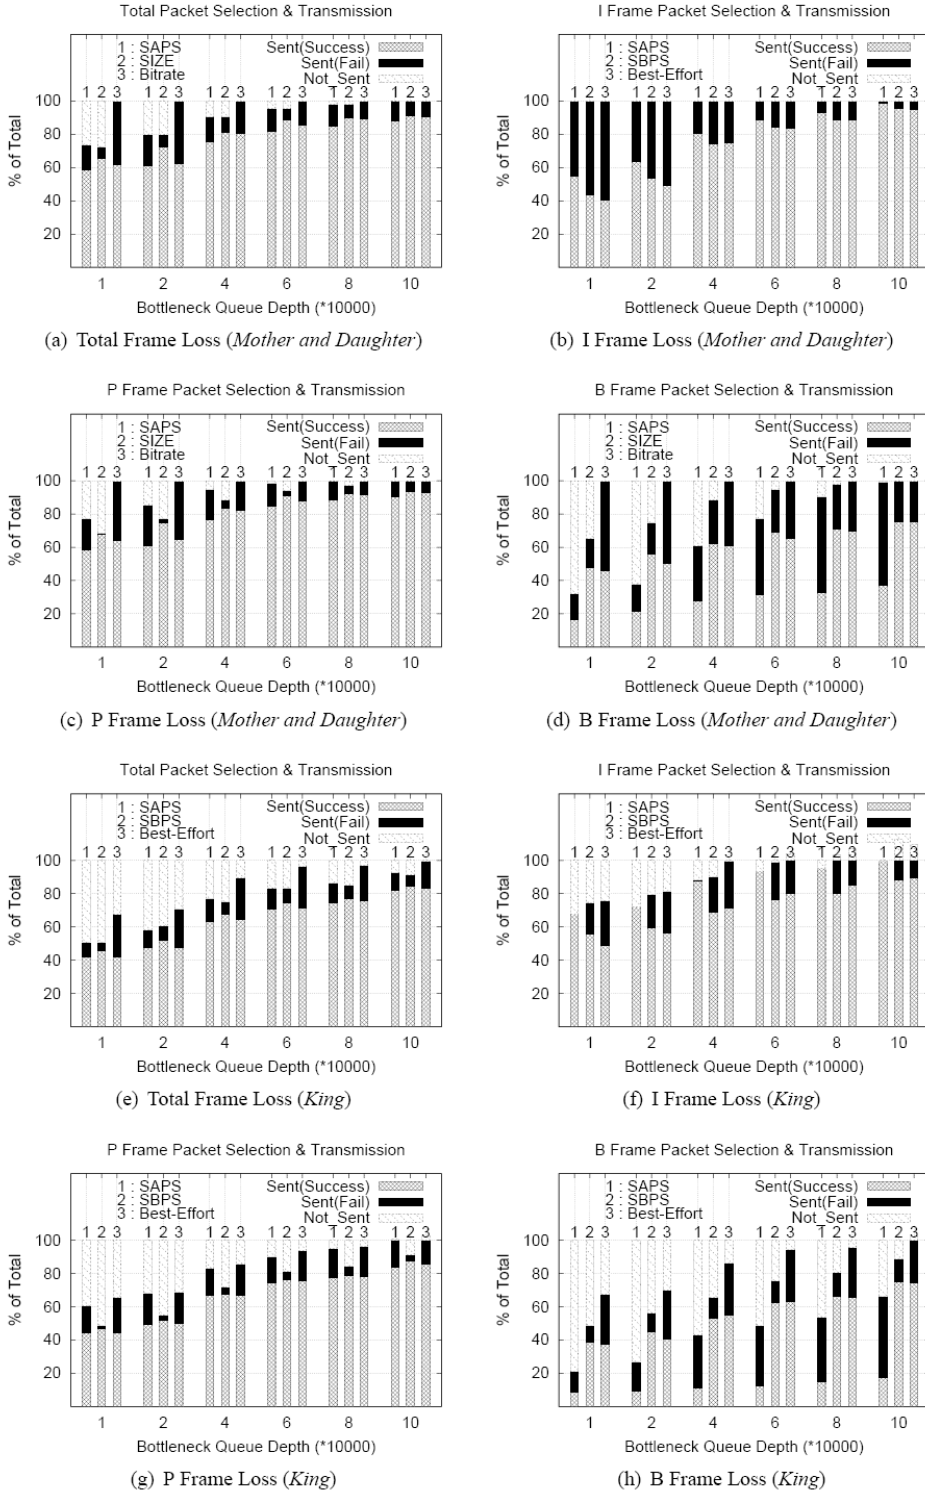 Total Packet Selection & Transmission
1 : SAPS
2 : SIZE
3 : Bitrate
Sent(Success)
Sent(Fail)
Not_Sent
1 2 3 1 2 3 1 2 3 1 2 3 1 2 3 1 2 3
% of Total
100
80
60
40
20
1 2 4 6 8 10
Bottleneck Queue Depth (*10000)
(a) Total Frame Loss (Mother and Daughter)
I Frame Packet Selection & Transmission
1 : SAPS
2 : SBPS
3 : Best-Effort
Sent(Success)
Sent(Fail)
Not_Sent
1 2 3 1 2 3 1 2 3 1 2 3 1 2 3 1 2 3
% of Total
100
80
60
40
20
1 2 4 6 8 10
Bottleneck Queue Depth (*10000)
(b) I Frame Loss (Mother and Daughter)
P Frame Packet Selection & Transmission
1 : SAPS
2 : SIZE
3 : Bitrate
Sent(Success)
Sent(Fail)
Not_Sent
1 2 3 1 2 3 1 2 3 1 2 3 1 2 3 1 2 3
% of Total
100
80
60
40
20
1 2 4 6 8 10
Bottleneck Queue Depth (*10000)
(c) P Frame Loss (Mother and Daughter)
B Frame Packet Selection & Transmission
1 : SAPS
2 : SIZE
3 : Bitrate
Sent(Success)
Sent(Fail)
Not_Sent
1 2 3 1 2 3 1 2 3 1 2 3 1 2 3 1 2 3
% of Total
100
80
60
40
20
1 2 4 6 8 10
Bottleneck Queue Depth (*10000)
(d) B Frame Loss (Mother and Daughter)
Total Packet Selection & Transmission
1 : SAPS
2 : SBPS
3 : Best-Effort
Sent(Success)
Sent(Fail)
Not_Sent
1 2 3 1 2 3 1 2 3 1 2 3 1 2 3 1 2 3
% of Total
100
80
60
40
20
1 2 4 6 8 10
Bottleneck Queue Depth (*10000)
(e) Total Frame Loss (King)
I Frame Packet Selection & Transmission
1 : SAPS
2 : SBPS
3 : Best-Effort
Sent(Success)
Sent(Fail)
Not_Sent
1 2 3 1 2 3 1 2 3 1 2 3 1 2 3 1 2 3
% of Total
100
80
60
40
20
1 2 4 6 8 10
Bottleneck Queue Depth (*10000)
(f) I Frame Loss (King)
P Frame Packet Selection & Transmission
1 : SAPS
2 : SBPS
3 : Best-Effort
Sent(Success)
Sent(Fail)
Not_Sent
1 2 3 1 2 3 1 2 3 1 2 3 1 2 3 1 2 3
% of Total
100
80
60
40
20
1 2 4 6 8 10
Bottleneck Queue Depth (*10000)
(g) P Frame Loss (King)
B Frame Packet Selection & Transmission
1 : SAPS
2 : SBPS
3 : Best-Effort
Sent(Success)
Sent(Fail)
Not_Sent
1 2 3 1 2 3 1 2 3 1 2 3 1 2 3 1 2 3
% of Total
100
80
60
40
20
1 2 4 6 8 10
Bottleneck Queue Depth (*10000)
(h) B Frame Loss (King)